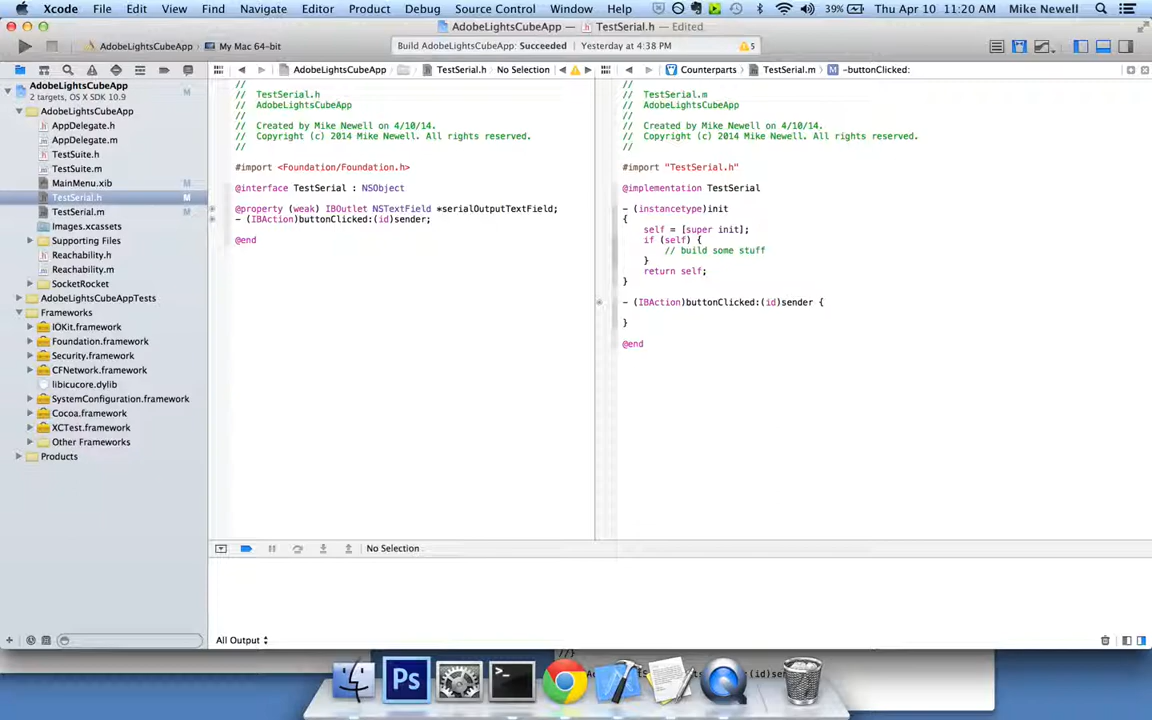 Xcode File Edit View Find Navigate Editor Product Debug Source Control Window Help 39% Thu Apr 10 11:20 AM Mike Newell
AdobeLightsCubeApp — TestSerial.h — Edited
AdobeLightsCubeApp My Mac 64-bit
Build AdobeLightsCubeApp: Succeeded Yesterday at 4:38 PM 5
AdobeLightsCubeApp TestSerial.h No Selection
Counterparts TestSerial.m M -buttonClicked:
AdobeLightsCubeApp M
2 targets, OS X SDK 10.9
AdobeLightsCubeApp
AppDelegate.h
AppDelegate.m
TestSuite.h
TestSuite.m
MainMenu.xib M
TestSerial.h M
TestSerial.m M
Images.xcassets
Supporting Files
Reachability.h
Reachability.m
SocketRocket
AdobeLightsCubeAppTests
Frameworks
IOKit.framework
Foundation.framework
Security.framework
CFNetwork.framework
libicucore.dylib
SystemConfiguration.framework
Cocoa.framework
XCTest.framework
Other Frameworks
Products
//
// TestSerial.h
// AdobeLightsCubeApp
//
// Created by Mike Newell on 4/10/14.
// Copyright (c) 2014 Mike Newell. All rights reserved.
//
#import <Foundation/Foundation.h>
@interface TestSerial : NSObject
@property (weak) IBOutlet NSTextField *serialOutputTextField;
- (IBAction)buttonClicked:(id)sender;
@end
//
// TestSerial.m
// AdobeLightsCubeApp
//
// Created by Mike Newell on 4/10/14.
// Copyright (c) 2014 Mike Newell. All rights reserved.
//
#import "TestSerial.h"
@implementation TestSerial
- (instancetype)init
{
self = [super init];
if (self) {
// build some stuff
}
return self;
}
- (IBAction)buttonClicked:(id)sender {
}
@end
No Selection
All Output
//}
(id)sen
Ps